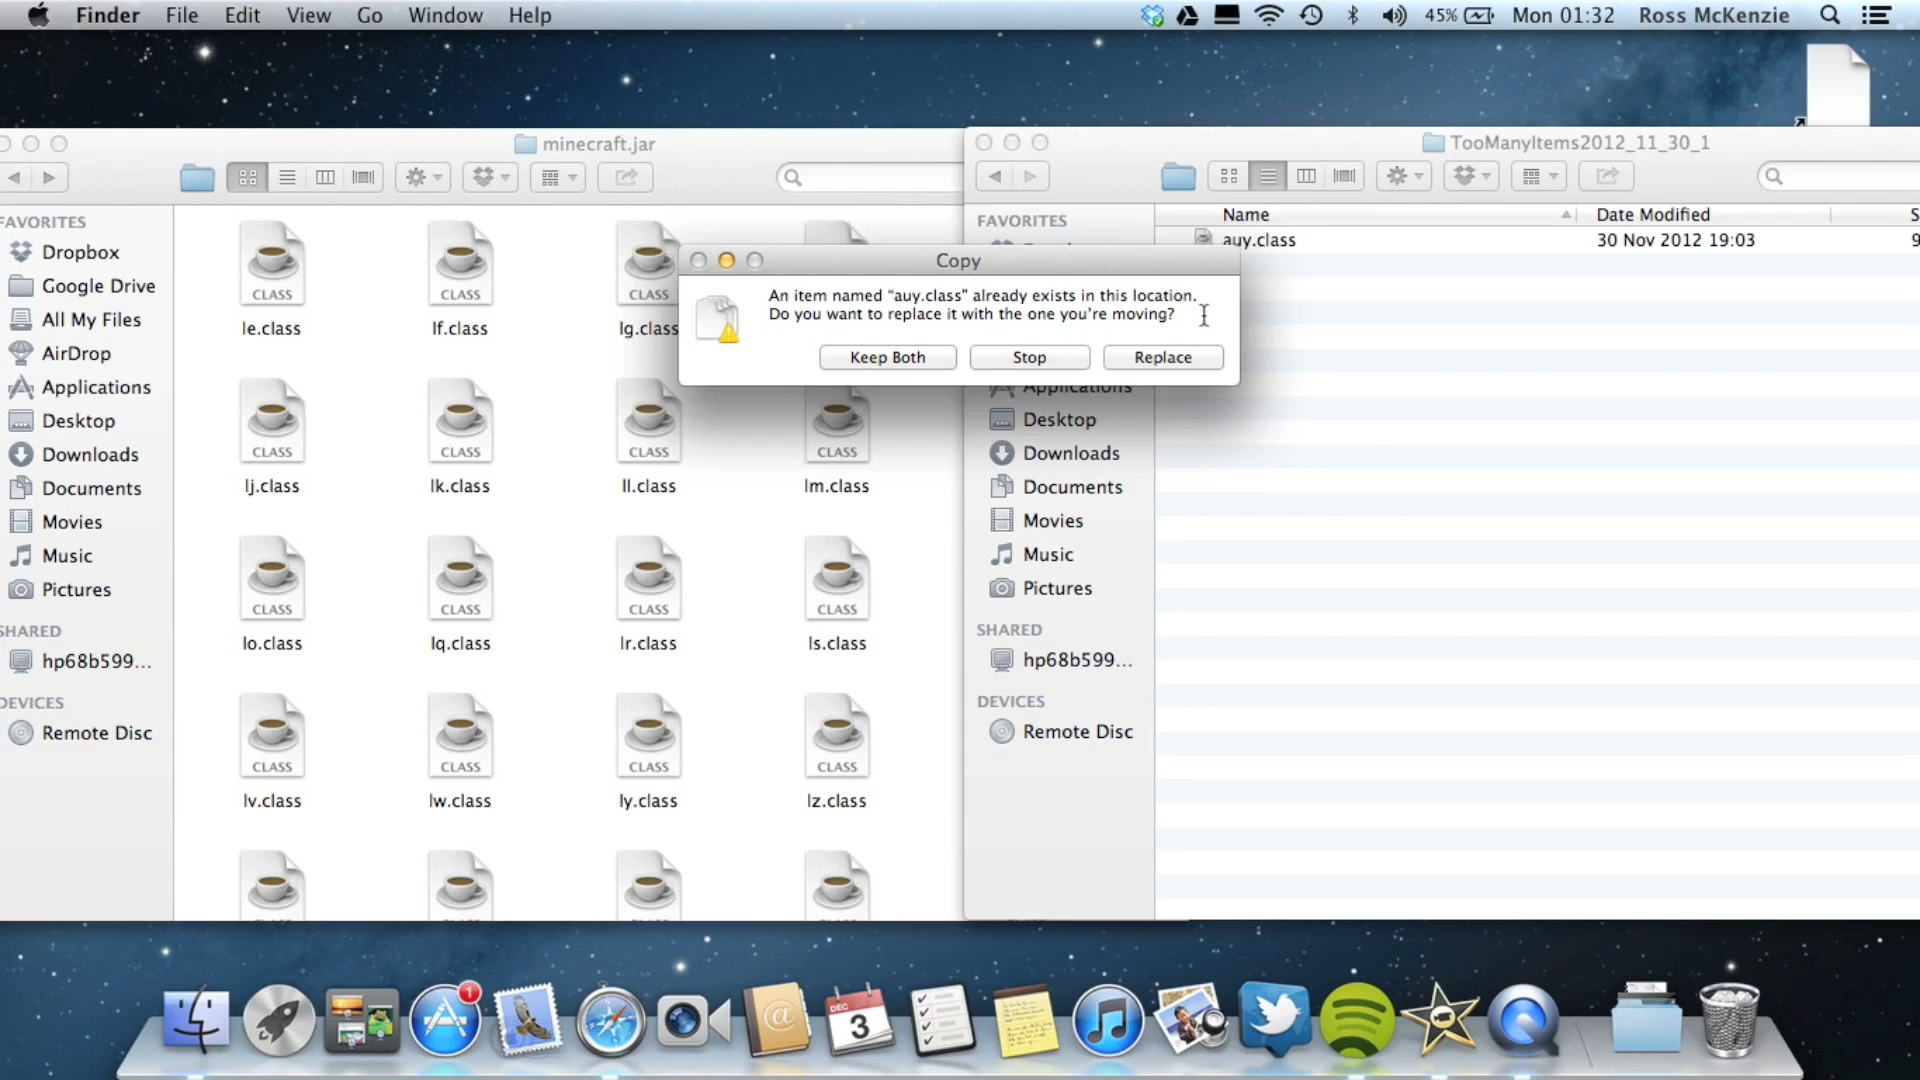 Finder File Edit View Go Window Help
45% Mon 01:32 Ross McKenzie
minecraft.jar
FAVORITES
Dropbox
Google Drive
All My Files
AirDrop
Applications
Desktop
Downloads
Documents
Movies
Music
Pictures
SHARED
hp68b599...
DEVICES
Remote Disc
CLASS CLASS CLASS
le.class lf.class lg.class
CLASS CLASS CLASS CLASS
lj.class lk.class ll.class lm.class
CLASS CLASS CLASS CLASS
lo.class lq.class lr.class ls.class
CLASS CLASS CLASS CLASS
lv.class lw.class ly.class lz.class
Copy
An item named “auy.class” already exists in this location.
Do you want to replace it with the one you’re moving?
Keep Both Stop Replace
TooManyItems2012_11_30_1
FAVORITES
Applications
Desktop
Downloads
Documents
Movies
Music
Pictures
SHARED
hp68b599...
DEVICES
Remote Disc
Name Date Modified S
auy.class 30 Nov 2012 19:03 9
1
@
DEC
3